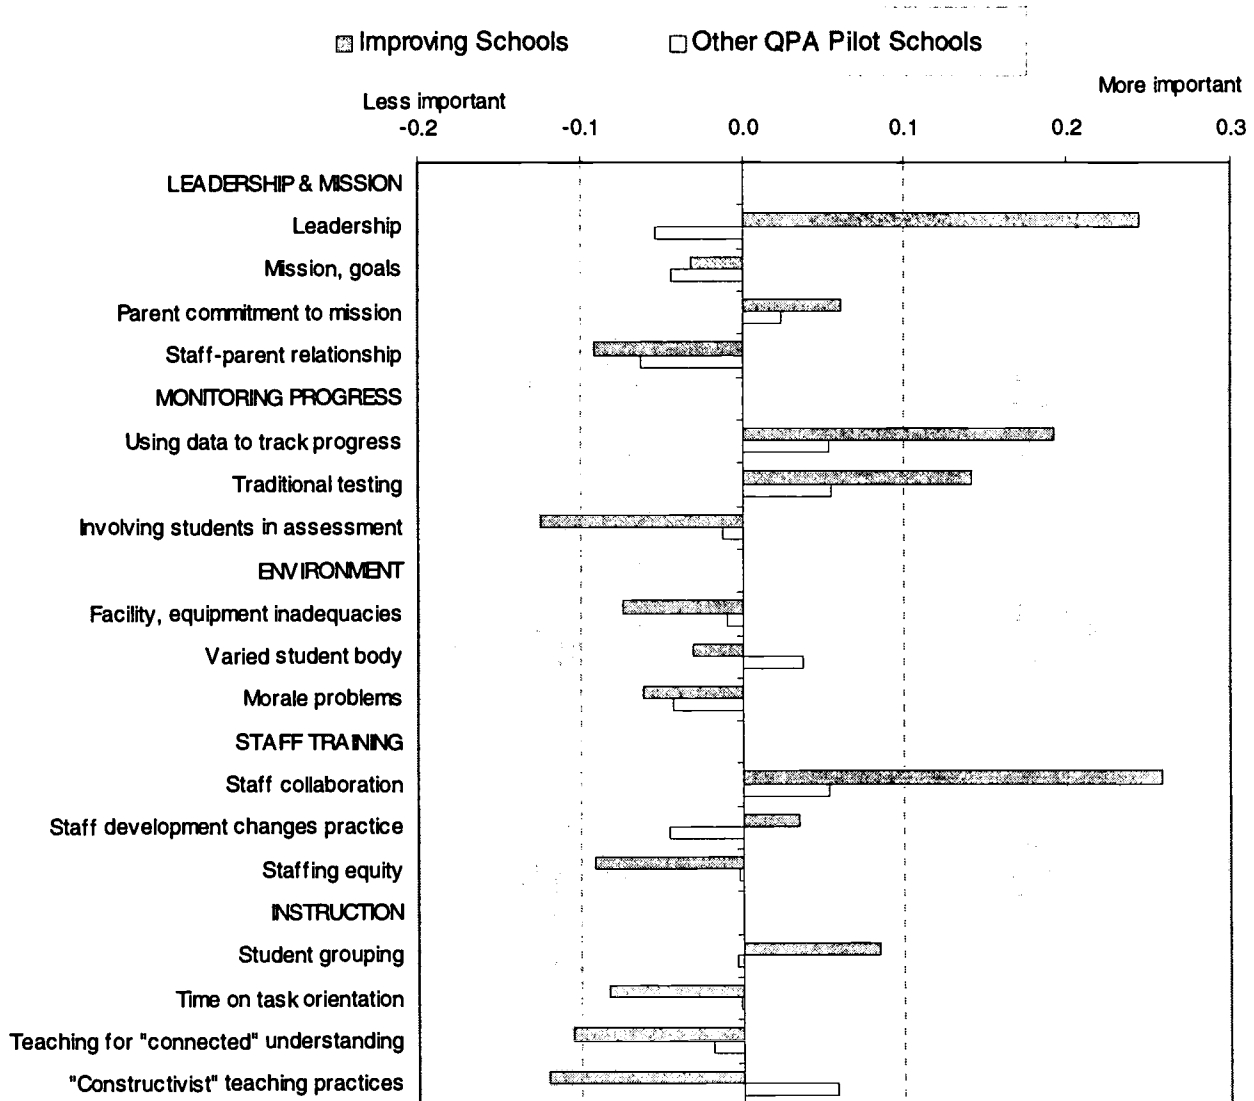 Improving Schools Other QPA Pilot Schools
More important
Less important
-0.2 -0.1 0.0 0.1 0.2 0.3
LEADERSHIP & MISSION
Leadership
Mission, goals
Parent commitment to mission
Staff-parent relationship
MONITORING PROGRESS
Using data to track progress
Traditional testing
Involving students in assessment
ENVIRONMENT
Facility, equipment inadequacies
Varied student body
Morale problems
STAFF TRAINING
Staff collaboration
Staff development changes practice
Staffing equity
INSTRUCTION
Student grouping
Time on task orientation
Teaching for "connected" understanding
"Constructivist" teaching practices